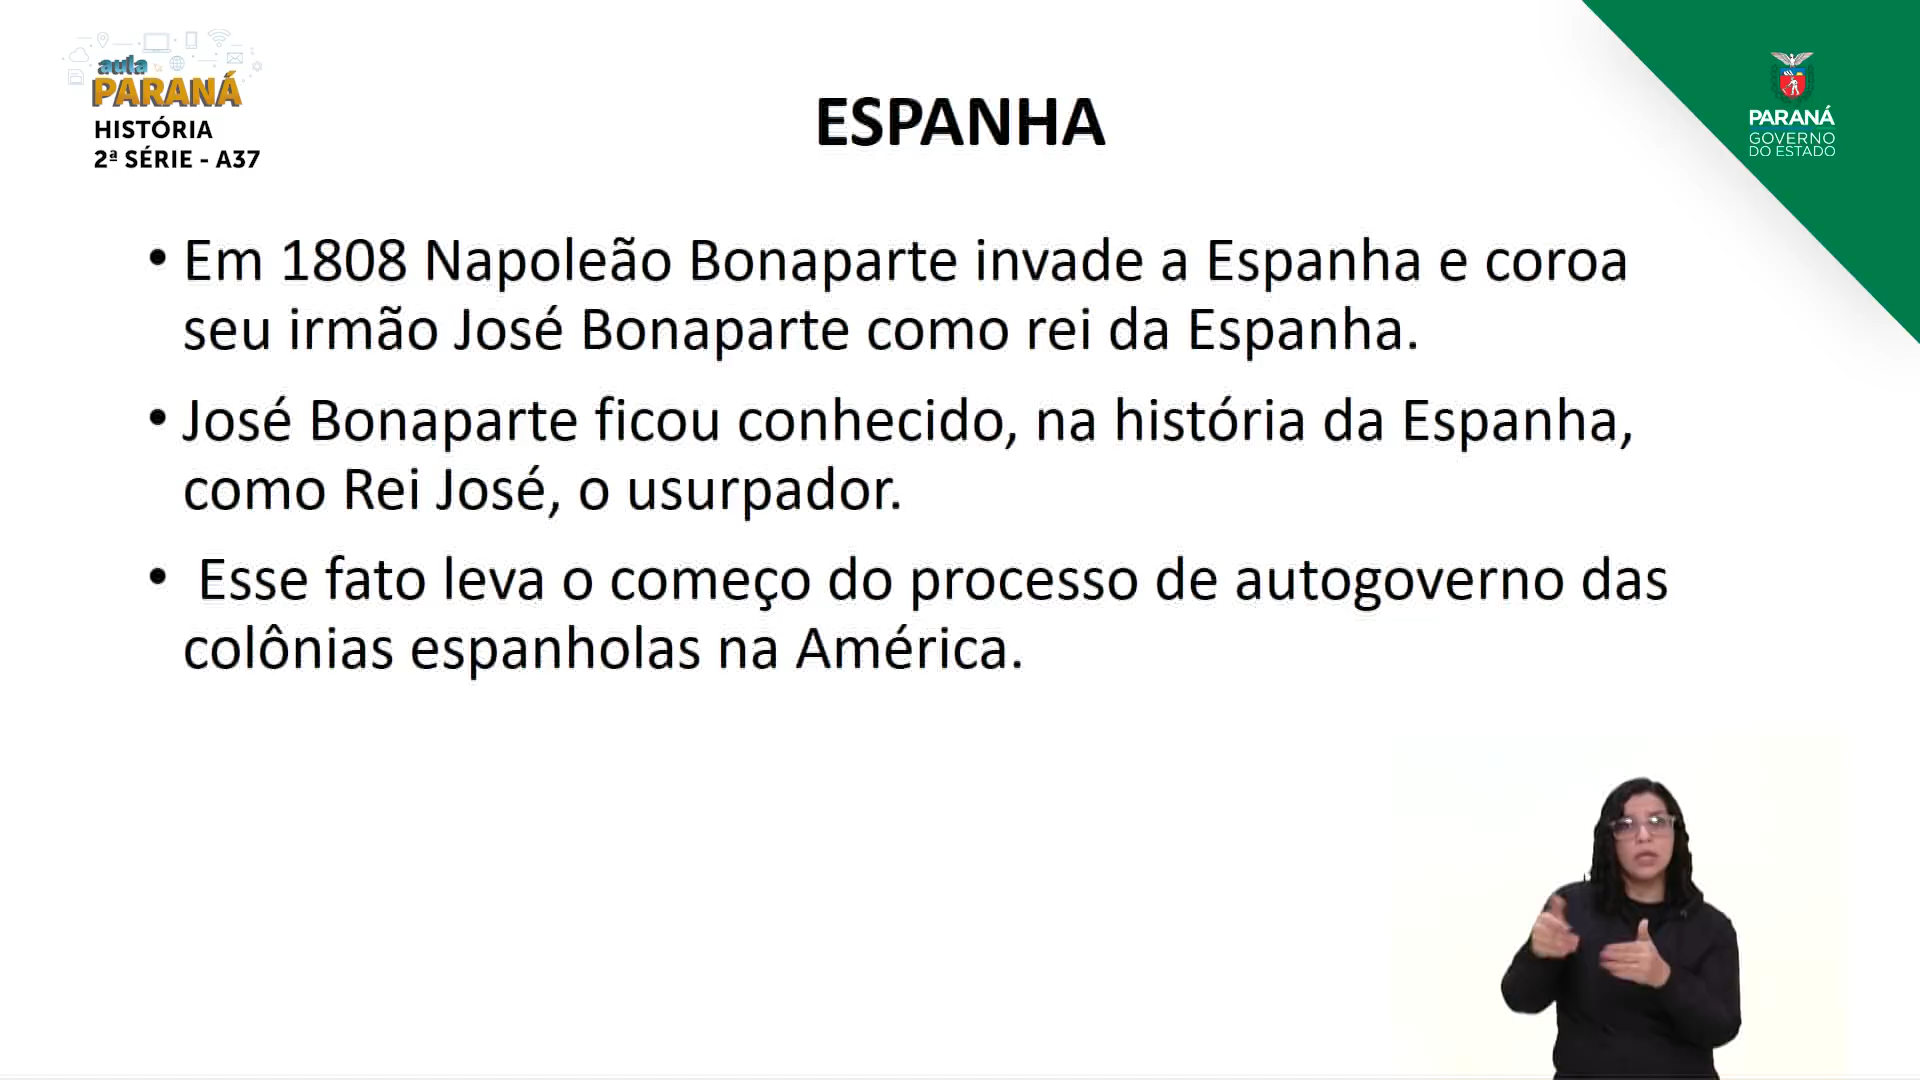 aula
PARANÁ
HISTÓRIA
2ª SÉRIE - A37
ESPANHA
PARANÁ
GOVERNO
DO ESTADO
• Em 1808 Napoleão Bonaparte invade a Espanha e coroa
seu irmão José Bonaparte como rei da Espanha.
• José Bonaparte ficou conhecido, na história da Espanha,
como Rei José, o usurpador.
• Esse fato leva o começo do processo de autogoverno das
colônias espanholas na América.